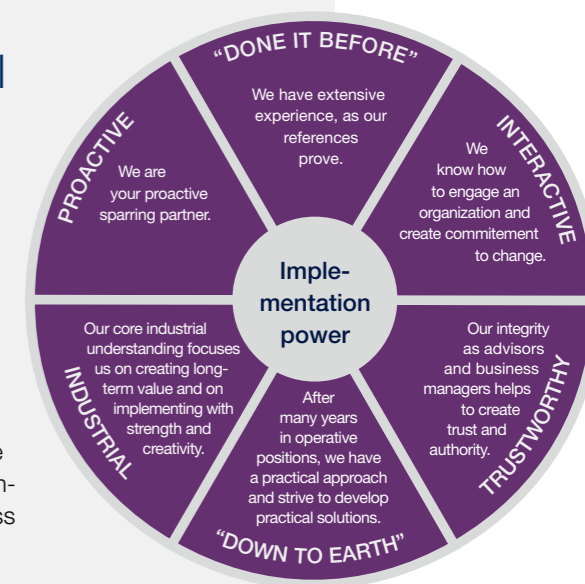 "DONE IT BEFORE"
We have extensive
experience, as our
references
prove.
INTERACTIVE
We
know how
to engage an
organization and
create commitement
to change.
TRUSTWORTHY
Our integrity
as advisors
and business
managers helps
to create
trust and
authority.
"DOWN TO EARTH"
After
many years
in operative
positions, we have
a practical approach
and strive to develop
practical solutions.
INDUSTRIAL
Our core industrial
understanding focuses
us on creating long-
term value and on
implementing with
strength and
creativity.
PROACTIVE
We are
your proactive
sparring partner.
Imple-
mentation
power